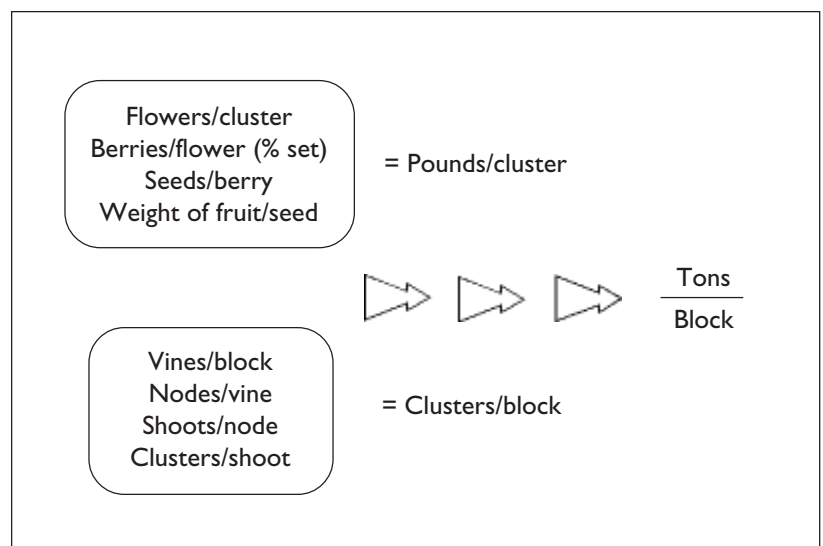 Flowers/cluster
Berries/flower (% set)
Seeds/berry
Weight of fruit/seed
= Pounds/cluster
Tons
Block
Vines/block
Nodes/vine
Shoots/node
Clusters/shoot
= Clusters/block